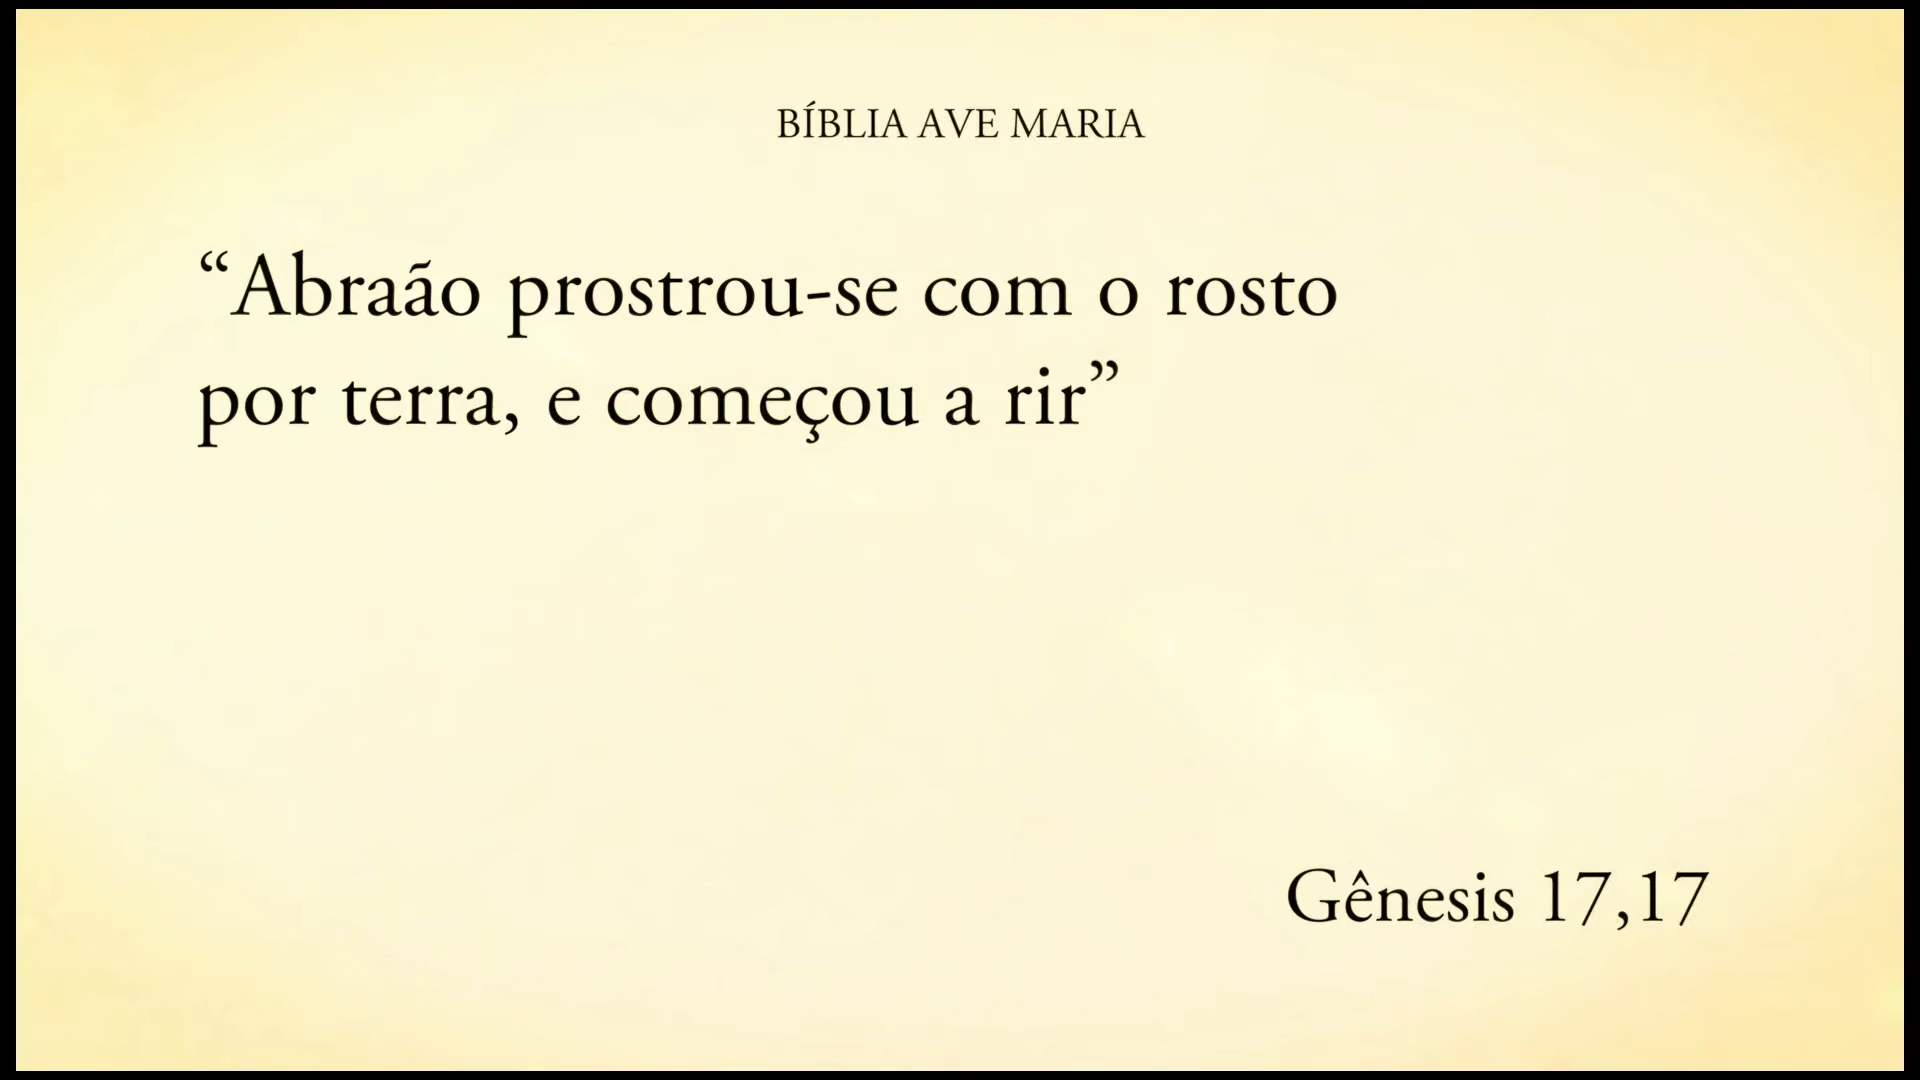 BÍBLIA AVE MARIA
“Abraão prostrou-se com o rosto
por terra, e começou a rir”
Gênesis 17,17